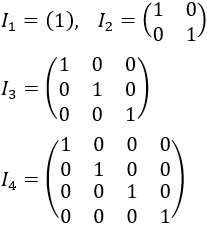 I₁ = (1), I₂ = (1 0
0 1)
I₃ = (1 0 0
0 1 0
0 0 1)
I₄ = (1 0 0 0
0 1 0 0
0 0 1 0
0 0 0 1)